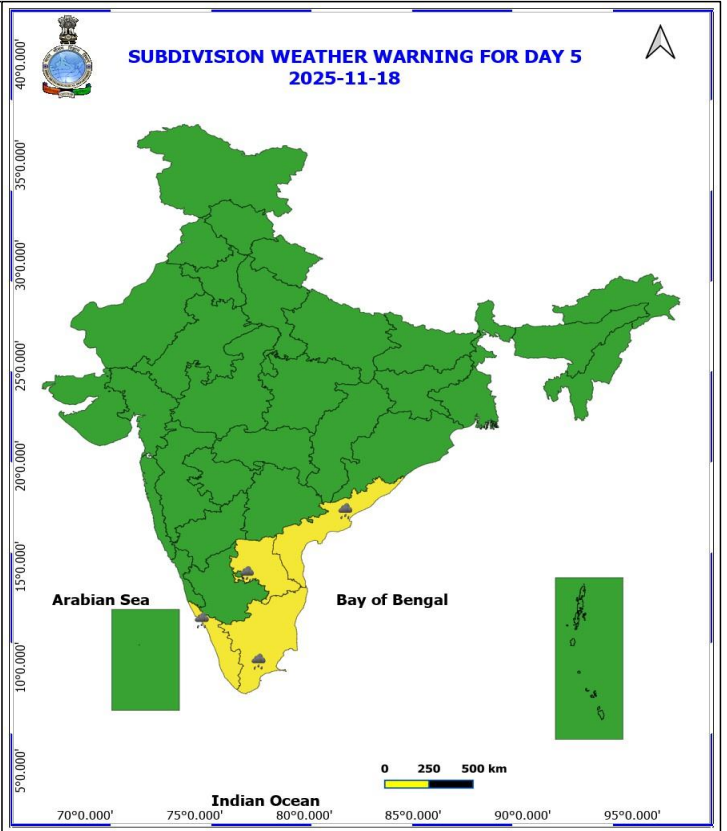 SUBDIVISION WEATHER WARNING FOR DAY 5
2025-11-18
40°0.000'
35°0.000'
30°0.000'
25°0.000'
20°0.000'
15°0.000'
10°0.000'
5°0.000'
Arabian Sea
Bay of Bengal
0 250 500 km
Indian Ocean
70°0.000' 75°0.000' 80°0.000' 85°0.000' 90°0.000' 95°0.000'